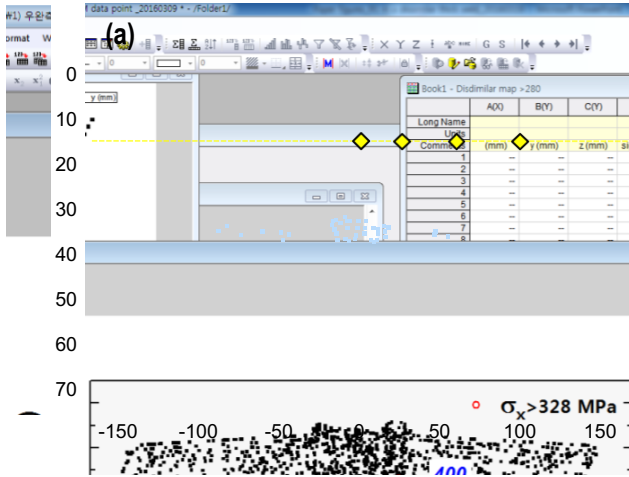 data point _20160309 * - /Folder1/
#1) 우완
ormat W
(a)
X Y Z
G S
0
10
20
30
40
50
60
70
y (mm)
Book1 - Disdimilar map >280
A(X) B(Y) C(Y)
Long Name
Units
Comments (mm) y (mm) z (mm)
1 -- -- --
2 -- -- --
3 -- -- --
4 -- -- --
5 -- -- --
6 -- -- --
7 -- -- --
8 -- -- --
σx>328 MPa
-150 -100 -50 0 50 100 150
400